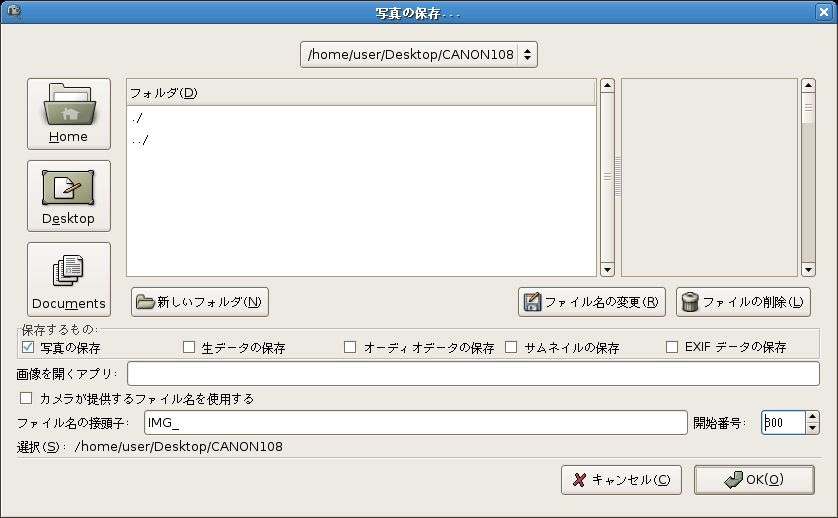 写真の保存...
/home/user/Desktop/CANON108
フォルダ(D)
./
../
Home
Desktop
Documents
新しいフォルダ(N)
ファイル名の変更(R)
ファイルの削除(L)
保存するもの:
写真の保存
生データの保存
オーディオデータの保存
サムネイルの保存
EXIF データの保存
画像を開くアプリ:
カメラが提供するファイル名を使用する
ファイル名の接頭子: IMG_ 開始番号: 300
選択(S): /home/user/Desktop/CANON108
キャンセル(C)
OK(O)